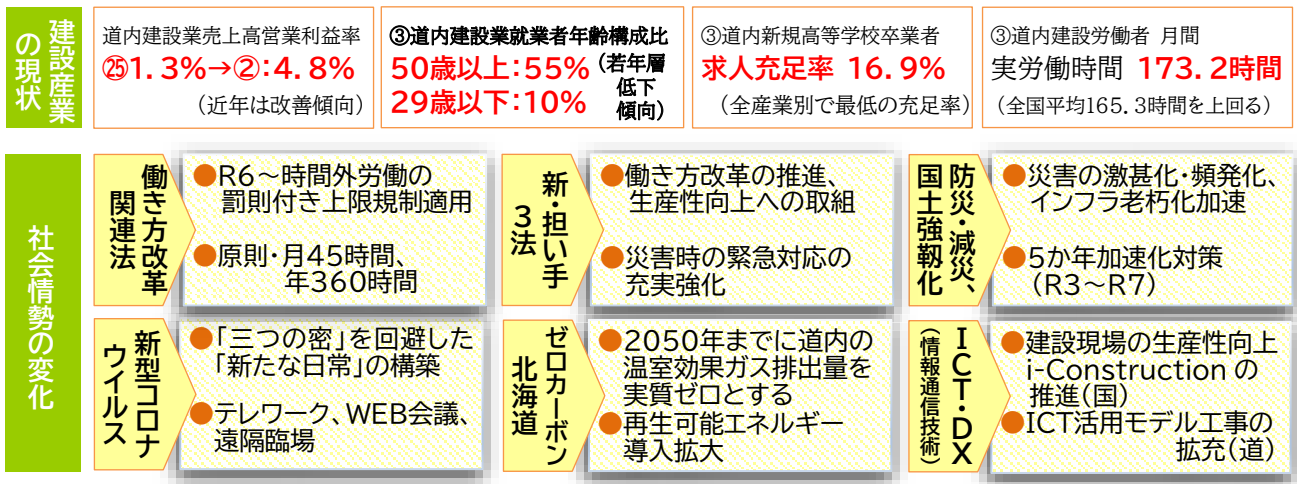 建設産業
の現状
道内建設業売上高営業利益率
㉕1.3%→②:4.8%
(近年は改善傾向)
③道内建設業就業者年齢構成比
50歳以上:55%
29歳以下:10%
(若年層
低下
傾向)
③道内新規高等学校卒業者
求人充足率 16.9%
(全産業別で最低の充足率)
③道内建設労働者 月間
実労働時間 173.2時間
(全国平均165.3時間を上回る)
社会情勢の変化
働き方改革
関連法
●R6~時間外労働の
罰則付き上限規制適用
●原則・月45時間、
年360時間
新・担い手
3法
●働き方改革の推進、
生産性向上への取組
●災害時の緊急対応の
充実強化
防災・減災、
国土強靱化
●災害の激甚化・頻発化、
インフラ老朽化加速
●5か年加速化対策
(R3~R7)
新型コロナ
ウイルス
●「三つの密」を回避した
「新たな日常」の構築
●テレワーク、WEB会議、
遠隔臨場
ゼロカーボン
北海道
●2050年までに道内の
温室効果ガス排出量を
実質ゼロとする
●再生可能エネルギー
導入拡大
ICT・DX
(情報通信技術)
●建設現場の生産性向上
i-Construction の
推進(国)
●ICT活用モデル工事の
拡充(道)